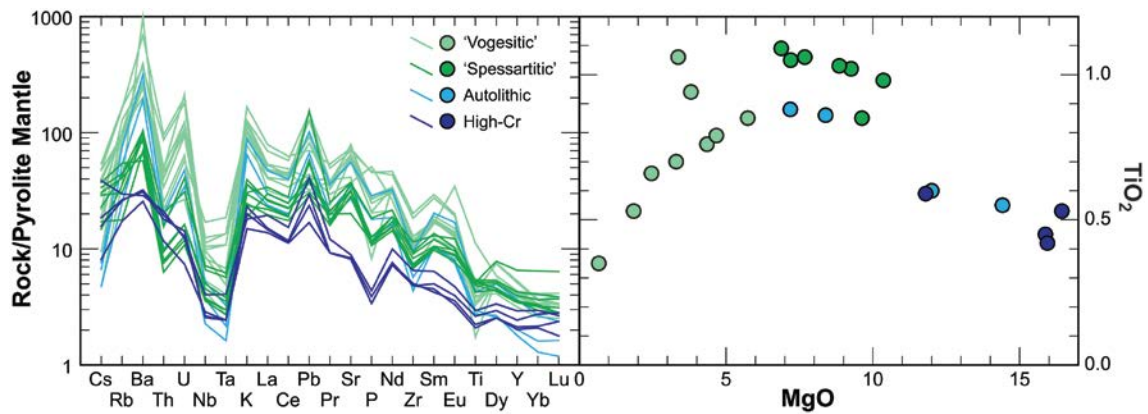 1000
100
10
1
Rock/Pyrolite Mantle
'Vogesitic'
'Spessartitic'
Autolithic
High-Cr
Cs Ba U Ta La Pb Sr Nd Sm Ti Y Lu
Rb Th Nb K Ce Pr P Zr Eu Dy Yb
0 5 10 15
MgO
1.0
0.5
0.0
TiO2